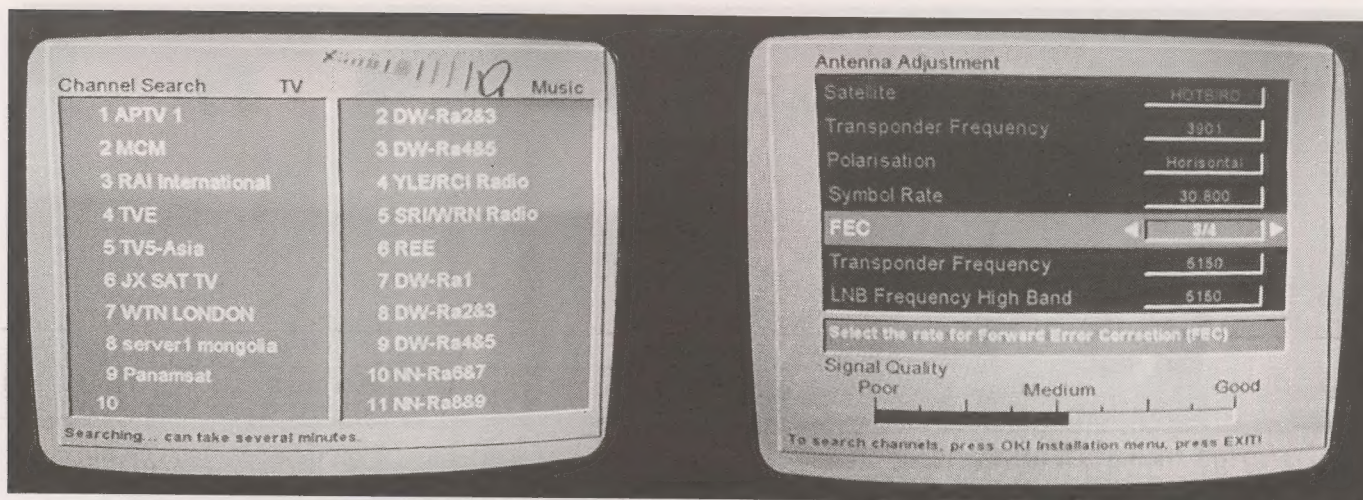 Channel Search TV Music
1 APTV 1
2 MCM
3 RAI International
4 TVE
5 TV5-Asia
6 JX SAT TV
7 WTN LONDON
8 server1 mongolia
9 Panamsat
10
2 DW-Ra2&3
3 DW-Ra4&5
4 YLE/RCI Radio
5 SRI/WRN Radio
6 REE
7 DW-Ra1
8 DW-Ra2&3
9 DW-Ra4&5
10 NN-Ra6&7
11 NN-Ra8&9
Searching... can take several minutes.
Antenna Adjustment
Satellite HOTBIRD
Transponder Frequency 3901
Polarisation Horisontal
Symbol Rate 30.800
FEC 3/4
Transponder Frequency 5150
LNB Frequency High Band 5150
Select the rate for Forward Error Correction (FEC)
Signal Quality
Poor Medium Good
To search channels, press OK! Installation menu, press EXIT!